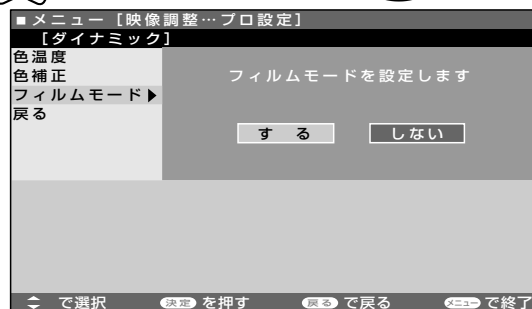 ■メニュー [映像調整…プロ設定]
[ダイナミック]
色温度
色補正
フィルムモード▶
戻る
フィルムモードを設定します
する
しない
で選択 決定 を押す 戻る で戻る メニュー で終了